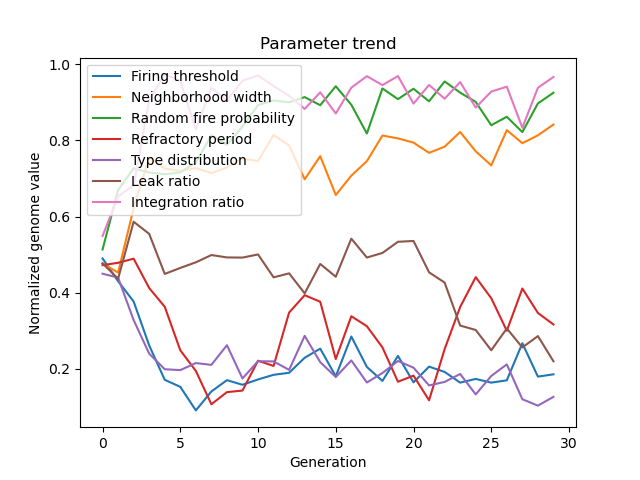 Parameter trend
1.0
0.8
0.6
0.4
0.2
Normalized genome value
Firing threshold
Neighborhood width
Random fire probability
Refractory period
Type distribution
Leak ratio
Integration ratio
0 5 10 15 20 25 30
Generation